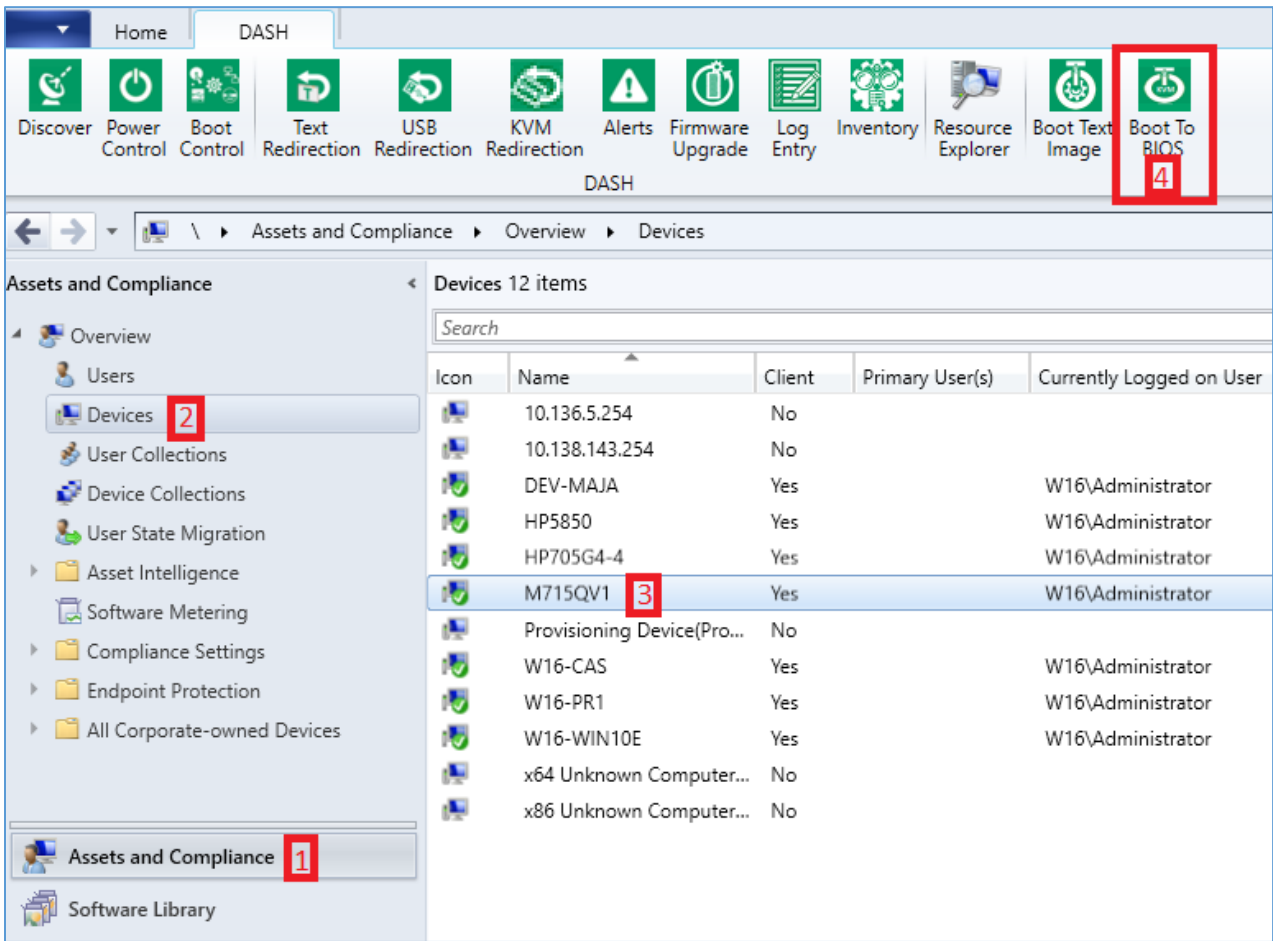 Home DASH
Discover Power Control Boot Control Text Redirection USB Redirection KVM Redirection Alerts Firmware Upgrade Log Entry Inventory Resource Explorer Boot Text Image Boot To BIOS
4
DASH
\ Assets and Compliance Overview Devices
Assets and Compliance
Overview
Users
Devices 2
User Collections
Device Collections
User State Migration
Asset Intelligence
Software Metering
Compliance Settings
Endpoint Protection
All Corporate-owned Devices
Assets and Compliance 1
Software Library
Devices 12 items
Search
Icon Name Client Primary User(s) Currently Logged on User
10.136.5.254 No
10.138.143.254 No
DEV-MAJA Yes W16\Administrator
HP5850 Yes W16\Administrator
HP705G4-4 Yes W16\Administrator
M715QV1 3 Yes W16\Administrator
Provisioning Device(Pro... No
W16-CAS Yes W16\Administrator
W16-PR1 Yes W16\Administrator
W16-WIN10E Yes W16\Administrator
x64 Unknown Computer... No
x86 Unknown Computer... No